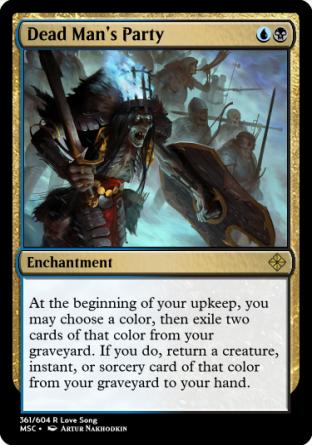 Dead Man's Party
Enchantment
At the beginning of your upkeep, you
may choose a color, then exile two
cards of that color from your
graveyard. If you do, return a creature,
instant, or sorcery card of that color
from your graveyard to your hand.
361/604 R Love Song
MSC • Artur Nakhodkin